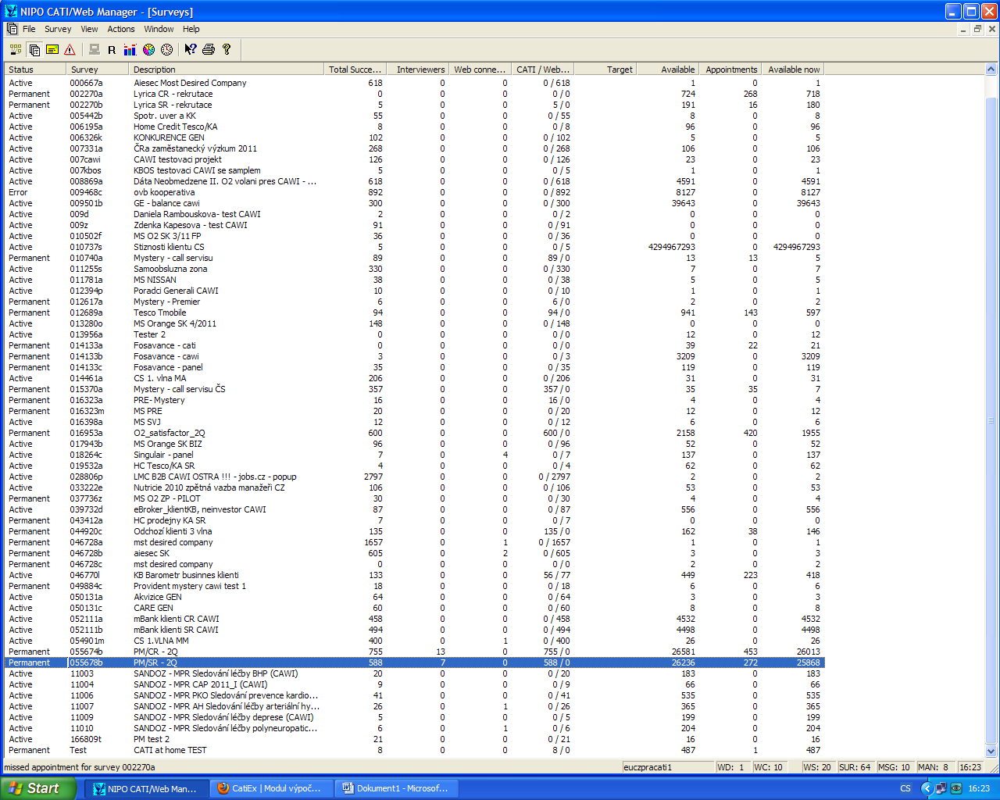 NIPO CATI/Web Manager - [Surveys]
File Survey View Actions Window Help
R
Status Survey Description Total Succe... Interviewers Web conne... CATI / Web... Target Available Appointments Available now
Active 000667a Aiesec Most Desired Company 618 0 0 0 / 618 1 0 1
Permanent 002270a Lyrica CR - rekrutace 0 0 0 0 / 0 724 268 718
Permanent 002270b Lyrica SR - rekrutace 5 0 0 5 / 0 191 16 180
Active 005442b Spotr. uver a KK 55 0 0 0 / 55 8 0 8
Active 006195a Home Credit Tesco/KA 8 0 0 0 / 8 96 0 96
Active 006326k KONKURENCE GEN 102 0 0 0 / 102 5 0 5
Active 007331a ČRa zaměstanecký výzkum 2011 268 0 0 0 / 268 106 0 106
Active 007cawi CAWI testovaci projekt 126 0 0 0 / 126 23 0 23
Active 007kbos KBOS testovaci CAWI se samplem 5 0 0 0 / 5 1 0 1
Active 008869a Dáta Neobmedzene II. O2 volani pres CAWI - ... 618 0 0 0 / 618 4591 0 4591
Error 009468c ovb kooperativa 892 0 0 0 / 892 8127 0 8127
Active 009501b GE - balance cawi 300 0 0 0 / 300 39643 0 39643
Active 009d Daniela Rambouskova- test CAWI 2 0 0 0 / 2 0 0 0
Active 009z Zdenka Kapesova - test CAWI 91 0 0 0 / 91 0 0 0
Active 010502f MS O2 SK 3/11 FP 36 0 0 0 / 36 0 0 0
Active 010737s Stiznosti klientu CS 5 0 0 0 / 5 4294967293 0 4294967293
Permanent 010740a Mystery - call servisu 89 0 0 89 / 0 13 13 5
Active 011255s Samoobsluzna zona 330 0 0 0 / 330 7 0 7
Active 011781a MS NISSAN 38 0 0 0 / 38 5 0 5
Active 012394p Poradci Generali CAWI 10 0 0 0 / 10 1 0 1
Permanent 012617a Mystery - Premier 6 0 0 6 / 0 2 0 2
Permanent 012689a Tesco Tmobile 94 0 0 94 / 0 941 143 597
Active 013280o MS Orange SK 4/2011 148 0 0 0 / 148 0 0 0
Active 013956a Tester 2 0 0 0 0 / 0 12 0 12
Permanent 014133a Fosavance - cati 0 0 0 0 / 0 39 22 21
Permanent 014133b Fosavance - cawi 3 0 0 0 / 3 3209 0 3209
Permanent 014133c Fosavance - panel 35 0 0 0 / 35 119 0 119
Active 014461a CS 1. vlna MA 206 0 0 0 / 206 31 0 31
Permanent 015370a Mystery - call servisu ČS 357 0 0 357 / 0 35 35 7
Permanent 016323a PRE- Mystery 16 0 0 16 / 0 4 0 4
Permanent 016323m MS PRE 20 0 0 0 / 20 12 0 12
Active 016398a MS SVJ 12 0 0 0 / 12 6 0 6
Permanent 016953a O2_satisfactor_2Q 600 0 0 600 / 0 2158 420 1955
Active 017943b MS Orange SK BIZ 96 0 0 0 / 96 52 0 52
Active 018264c Singulair - panel 7 0 4 0 / 7 137 0 137
Active 019532a HC Tesco/KA SR 4 0 0 0 / 4 62 0 62
Active 028806p LMC B2B CAWI OSTRA !!! - jobs.cz - popup 2797 0 0 0 / 2797 2 0 2
Active 033222e Nutricie 2010 zpětná vazba manažeři CZ 106 0 0 0 / 106 53 0 53
Permanent 037736z MS O2 ZP - PILOT 30 0 0 0 / 30 4 0 4
Active 039732d eBroker_klientKB, neinvestor CAWI 87 0 0 0 / 87 556 0 556
Permanent 043412a HC prodejny KA SR 7 0 0 0 / 7 0 0 0
Permanent 044920c Odchozí klienti 3 vlna 135 0 0 135 / 0 162 38 146
Permanent 046728a mst desired company 1657 0 1 0 / 1657 1 0 1
Permanent 046728b aiesec SK 605 0 2 0 / 605 3 0 3
Permanent 046728c mst desired company 0 0 0 0 / 0 2 0 2
Active 046770l KB Barometr businnes klienti 133 0 0 56 / 77 449 223 418
Permanent 049884c Provident mystery cawi test 1 18 0 0 0 / 18 6 0 6
Active 050131a Akvizice GEN 64 0 0 0 / 64 3 0 3
Active 050131c CARE GEN 60 0 0 0 / 60 8 0 8
Active 052111a mBank klienti CR CAWI 458 0 0 0 / 458 4532 0 4532
Active 052111b mBank klienti SR CAWI 494 0 0 0 / 494 4498 0 4498
Active 054901m CS 1.VLNA MM 400 0 1 0 / 400 26 0 26
Permanent 055674b PM/CR - 2Q 755 13 0 755 / 0 26581 453 26013
Permanent 055678b PM/SR - 2Q 588 7 0 588 / 0 26236 272 25868
Active 11003 SANDOZ - MPR Sledování léčby BHP (CAWI) 20 0 0 0 / 20 183 0 183
Active 11004 SANDOZ - MPR CAP 2011_I (CAWI) 9 0 0 0 / 9 66 0 66
Active 11006 SANDOZ - MPR PKO Sledování prevence kardio... 41 0 0 0 / 41 535 0 535
Active 11007 SANDOZ - MPR AH Sledování léčby arteriální hy... 26 0 1 0 / 26 365 0 365
Active 11009 SANDOZ - MPR Sledování léčby deprese (CAWI) 5 0 0 0 / 5 199 0 199
Active 11010 SANDOZ - MPR Sledování léčby polyneuropatic... 6 0 1 0 / 6 204 0 204
Active 166809t PM test 2 21 0 0 0 / 21 16 0 16
Permanent Test CATI at home TEST 8 0 0 8 / 0 487 1 487
missed appointment for survey 002270a euczpracati1 WD: 1 WC: 10 WS: 20 SUR: 64 MSG: 10 MAN: 8 16:23
Start NIPO CATI/Web Man... CatiEx | Modul výpoč... Dokument1 - Microsof... CS 16:23